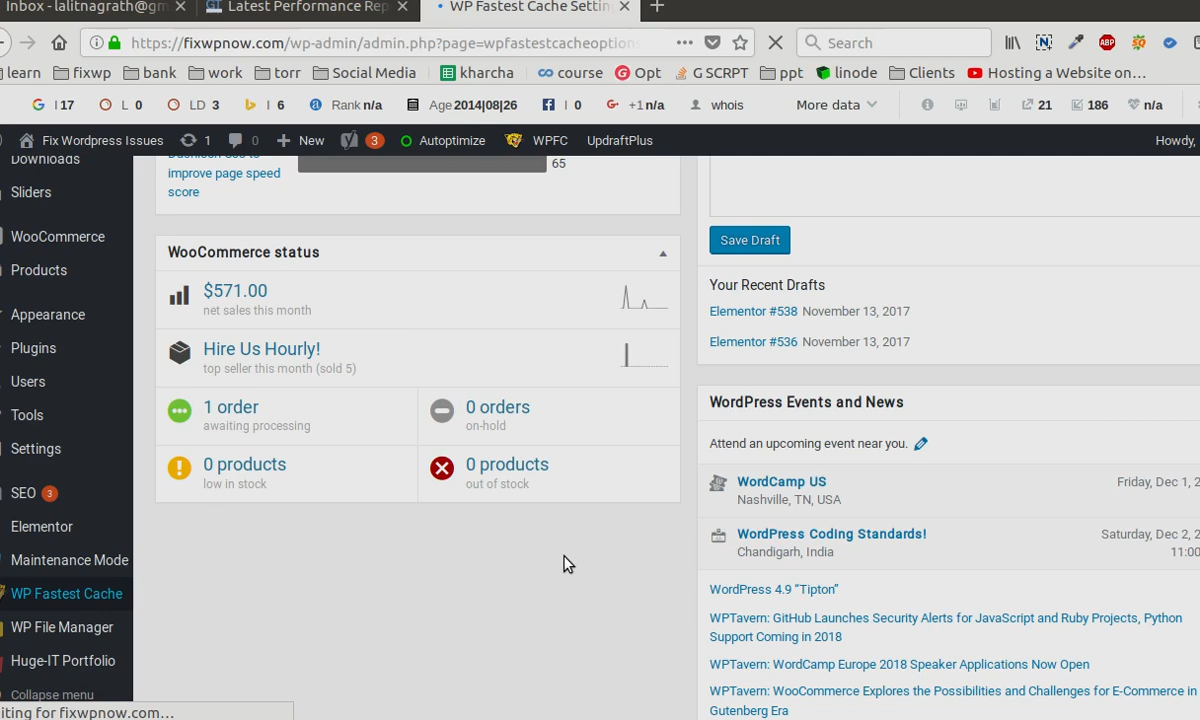 Inbox - lalitnagrath@gm
GT Latest Performance Rep
WP Fastest Cache Settin
https://fixwpnow.com/wp-admin/admin.php?page=wpfastestcacheoptions
Search
ABP
learn fixwp bank work torr Social Media kharcha course Opt G SCRPT ppt linode Clients Hosting a Website on…
I 17 L 0 LD 3 I 6 Rank n/a Age 2014|08|26 I 0 +1 n/a whois More data 21 186 n/a
Fix Wordpress Issues 1 0 New 3 Autoptimize WPFC UpdraftPlus Howdy,
Downloads
Sliders
WooCommerce
Products
Appearance
Plugins
Users
Tools
Settings
SEO 3
Elementor
Maintenance Mode
WP Fastest Cache
WP File Manager
Huge-IT Portfolio
Collapse menu
iting for fixwpnow.com…
improve page speed
score
65
WooCommerce status
$571.00
net sales this month
Hire Us Hourly!
top seller this month (sold 5)
1 order
awaiting processing
0 orders
on-hold
0 products
low in stock
0 products
out of stock
Save Draft
Your Recent Drafts
Elementor #538 November 13, 2017
Elementor #536 November 13, 2017
WordPress Events and News
Attend an upcoming event near you.
WordCamp US Friday, Dec 1, 2
Nashville, TN, USA
WordPress Coding Standards! Saturday, Dec 2, 2
Chandigarh, India 11:00
WordPress 4.9 “Tipton”
WPTavern: GitHub Launches Security Alerts for JavaScript and Ruby Projects, Python
Support Coming in 2018
WPTavern: WordCamp Europe 2018 Speaker Applications Now Open
WPTavern: WooCommerce Explores the Possibilities and Challenges for E-Commerce in
Gutenberg Era